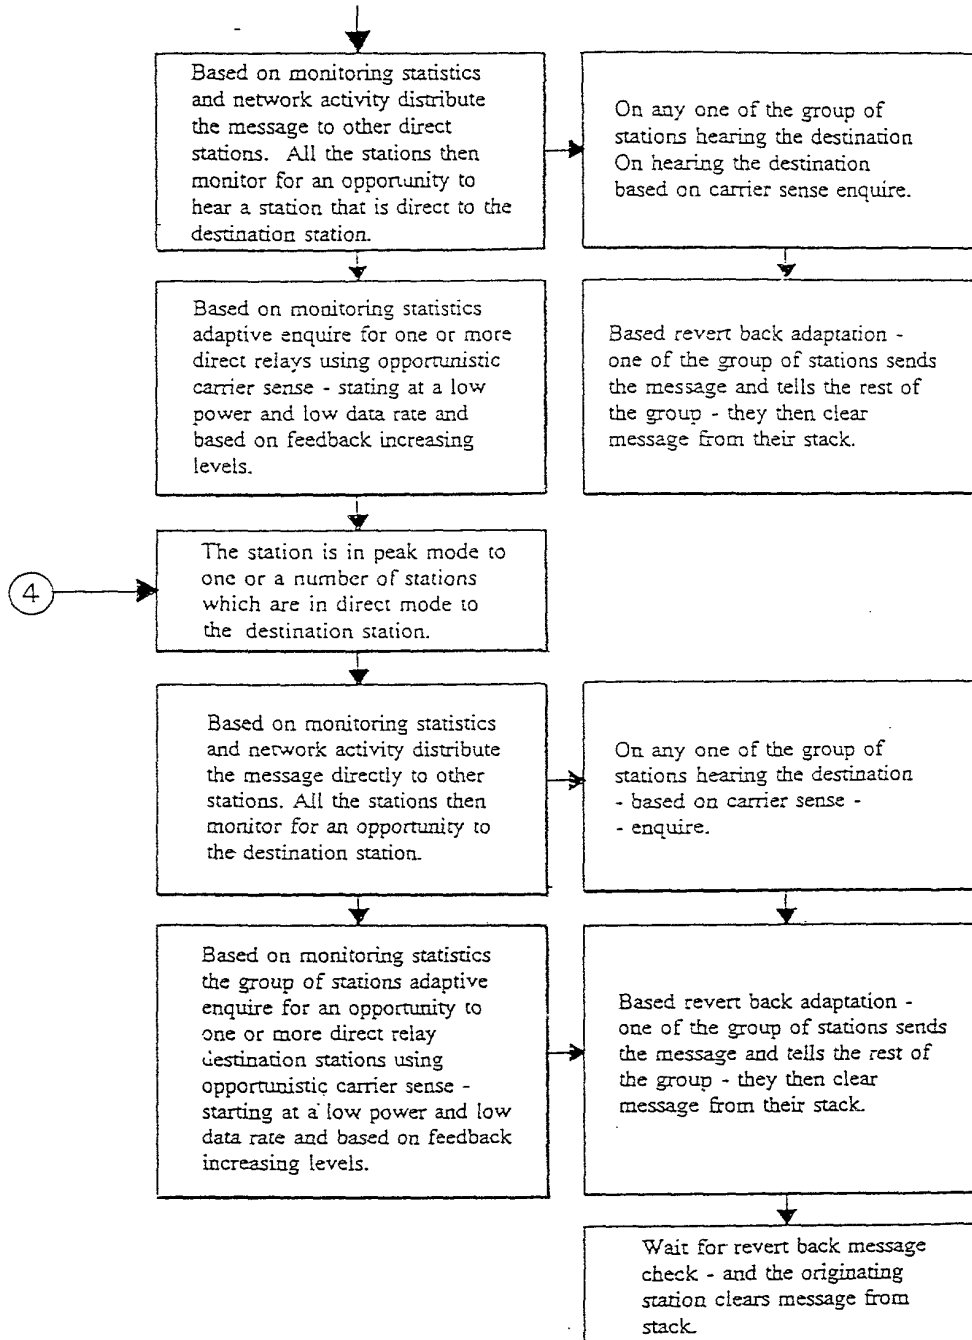 Based on monitoring statistics
and network activity distribute
the message to other direct
stations. All the stations then
monitor for an opportunity to
hear a station that is direct to the
destination station.
On any one of the group of
stations hearing the destination
On hearing the destination
based on carrier sense enquire.
Based on monitoring statistics
adaptive enquire for one or more
direct relays using opportunistic
carrier sense - stating at a low
power and low data rate and
based on feedback increasing
levels.
Based revert back adaptation -
one of the group of stations sends
the message and tells the rest of
the group - they then clear
message from their stack.
4
The station is in peak mode to
one or a number of stations
which are in direct mode to
the destination station.
Based on monitoring statistics
and network activity distribute
the message directly to other
stations. All the stations then
monitor for an opportunity to
the destination station.
On any one of the group of
stations hearing the destination
- based on carrier sense -
- enquire.
Based on monitoring statistics
the group of stations adaptive
enquire for an opportunity to
one or more direct relay
destination stations using
opportunistic carrier sense -
starting at a low power and low
data rate and based on feedback
increasing levels.
Based revert back adaptation -
one of the group of stations sends
the message and tells the rest of
the group - they then clear
message from their stack.
Wait for revert back message
check - and the originating
station clears message from
stack.